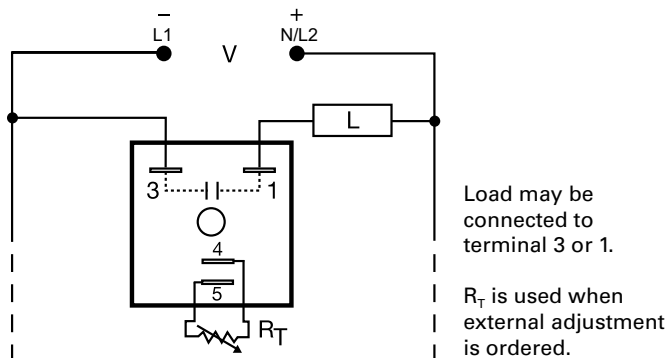 − +
L1 V N/L2
L
3 1
4
5
RT
Load may be
connected to
terminal 3 or 1.
RT is used when
external adjustment
is ordered.